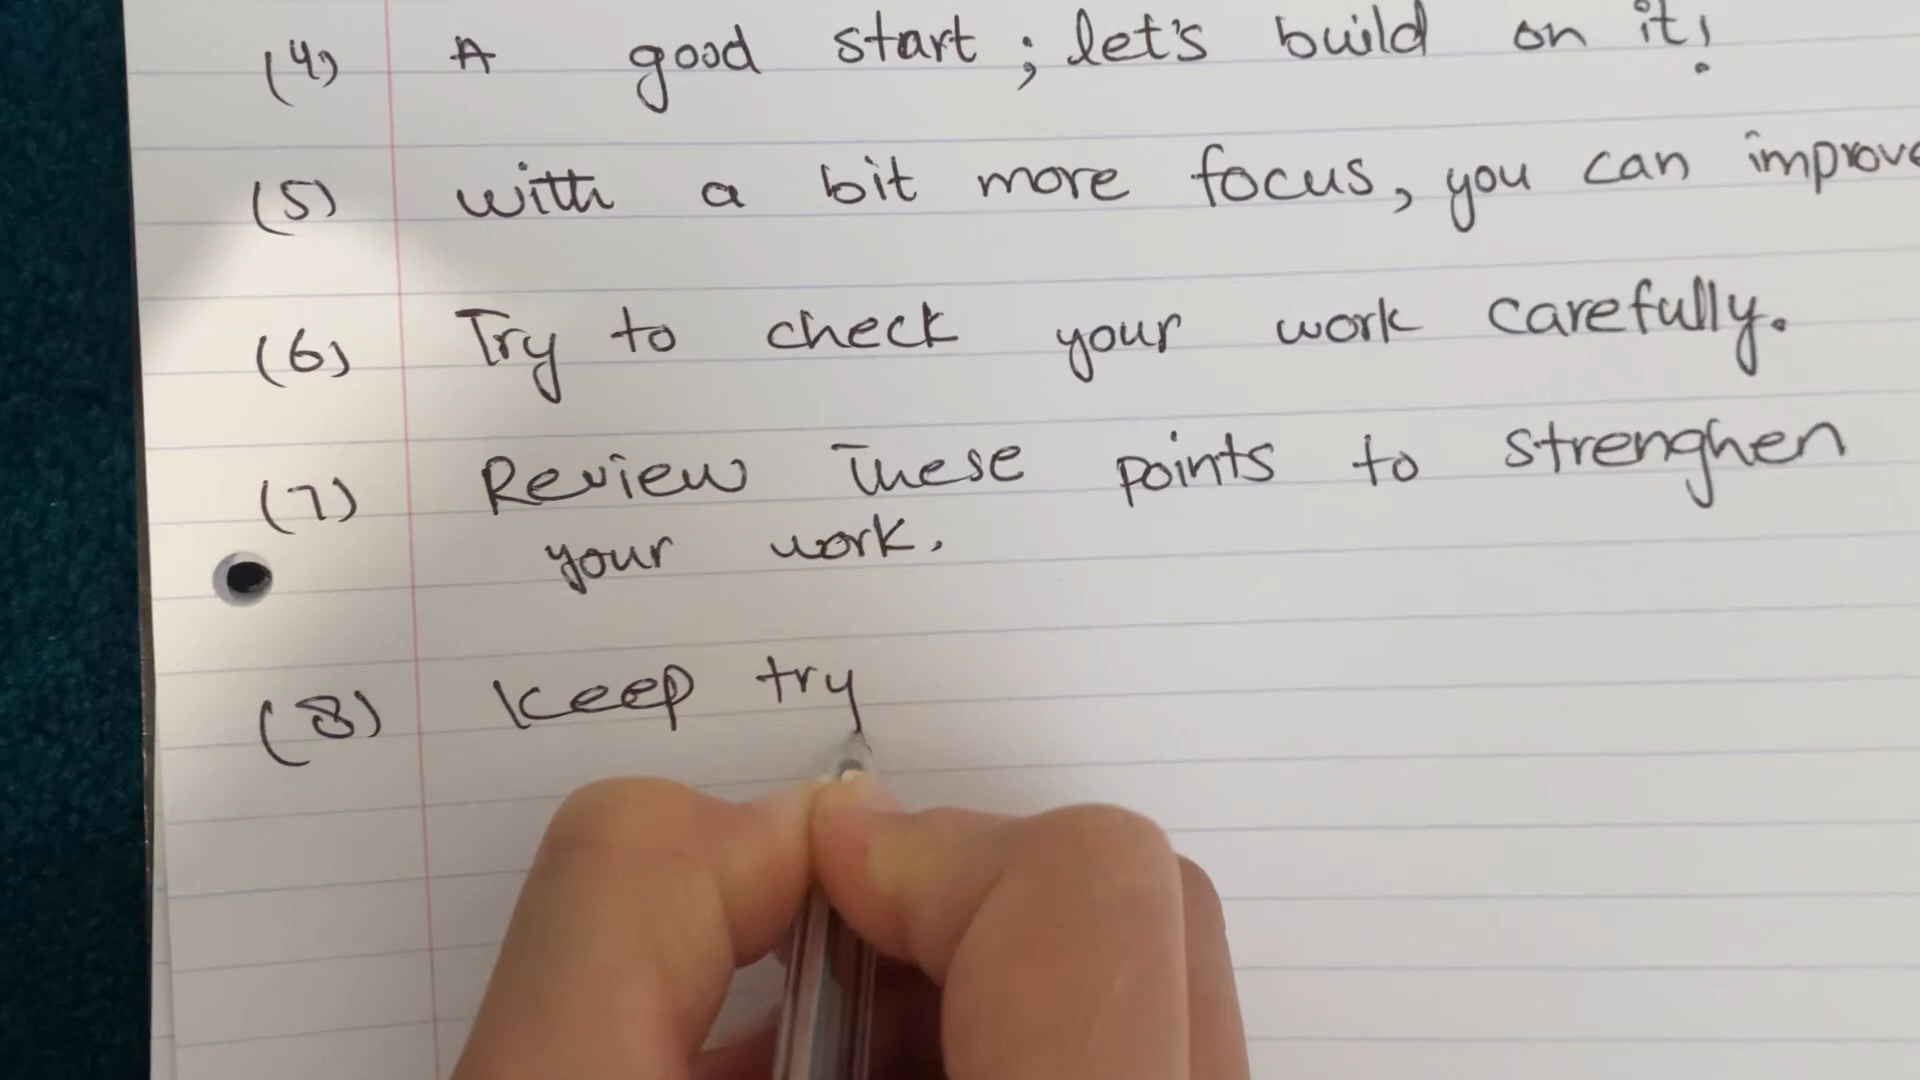 (4) A good start; let's build on it!
(5) with a bit more focus, you can improve
(6) Try to check your work carefully.
(7) Review these points to strenghen
your work.
(8) Keep try